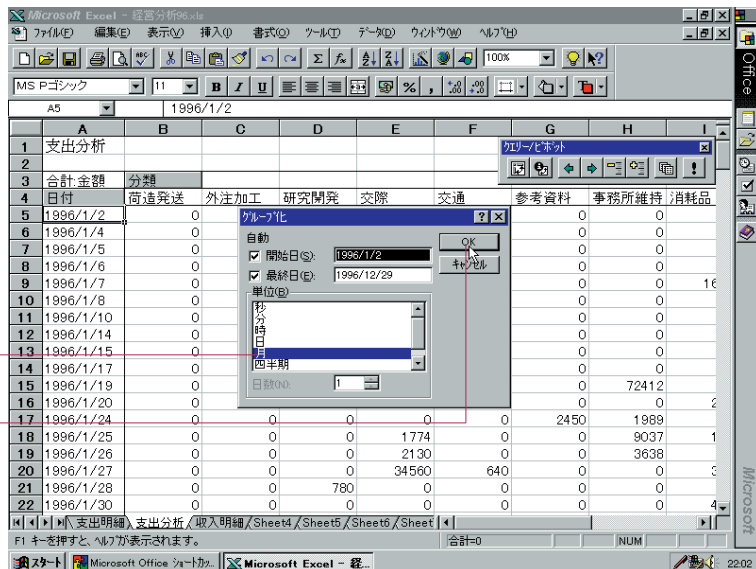 Microsoft Excel - 経営分析96.xls
ファイル(F) 編集(E) 表示(V) 挿入(I) 書式(O) ツール(T) データ(D) ウィンドウ(W) ヘルプ(H)
100%
MS Pゴシック 11 B I U % ,
A5 1996/1/2
A B C D E F G H I
1 支出分析
クエリー/ピボット
2
3 合計:金額 分類
4 日付 荷造発送 外注加工 研究開発 交際 交通 参考資料 事務所維持 消耗品
5 1996/1/2 0 0 0
6 1996/1/4 0 0 0
7 1996/1/5 0 0 0
8 1996/1/6 0 0 0
9 1996/1/7 0 0 0 16
10 1996/1/8 0 0 0
11 1996/1/10 0 0 0
12 1996/1/14 0 0 0
13 1996/1/15 0 0 0
14 1996/1/17 0 0 0
15 1996/1/19 0 0 72412
16 1996/1/20 0 0 0 2
17 1996/1/24 0 0 0 0 0 2450 1989
18 1996/1/25 0 0 0 1774 0 0 9037 1
19 1996/1/26 0 0 0 2130 0 0 3638
20 1996/1/27 0 0 0 34560 640 0 0 3
21 1996/1/28 0 0 780 0 0 0 0
22 1996/1/30 0 0 0 0 0 0 0 4
グループ化
自動
開始日(S): 1996/1/2
最終日(E): 1996/12/29
OK
キャンセル
単位(B)
秒
分
時
日
月
四半期
日数(N): 1
支出明細 支出分析 収入明細 Sheet4 Sheet5 Sheet6 Sheet
F1 キーを押すと、ヘルプが表示されます。 合計=0 NUM
スタート Microsoft Office ショートカッ... Microsoft Excel - 経... 22:02
Office
Microsoft